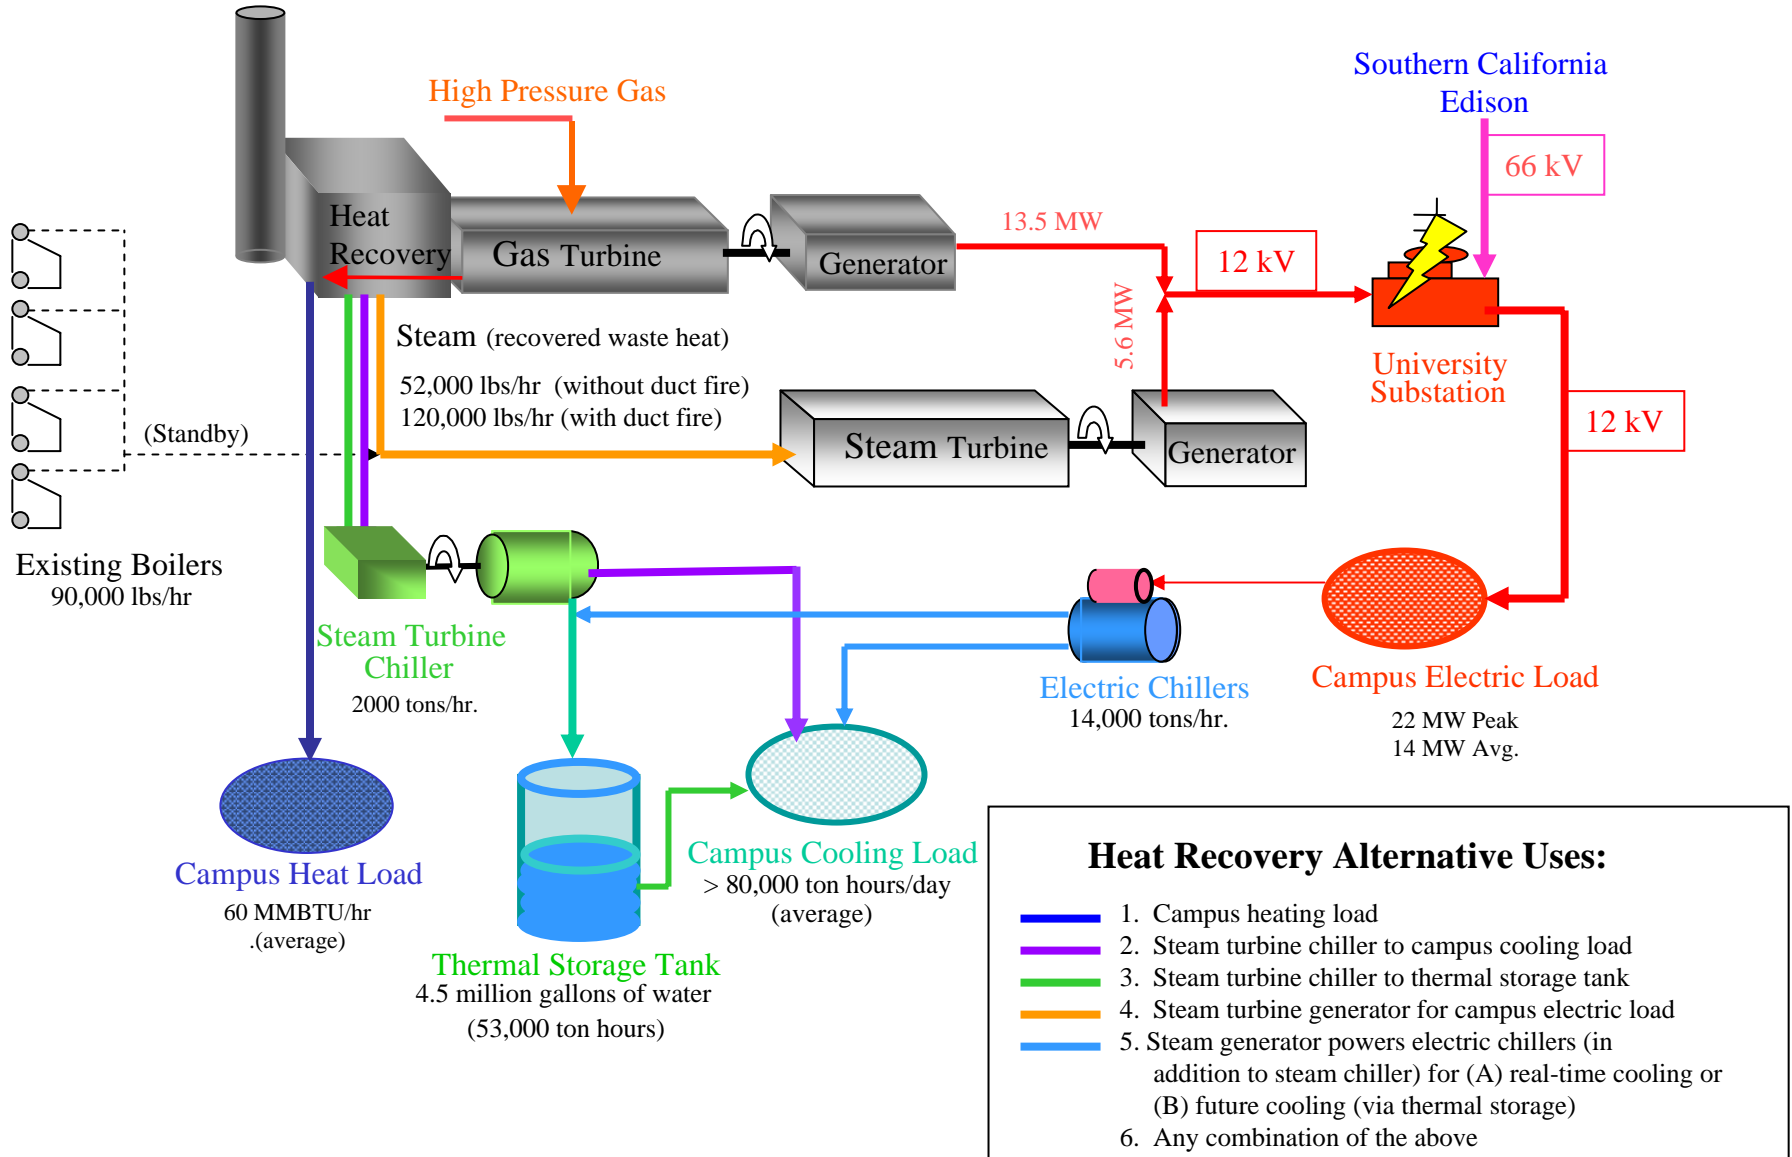 High Pressure Gas
Southern California
Edison
66 kV
Heat
Recovery
Gas Turbine
Generator
13.5 MW
12 kV
5.6 MW
Steam (recovered waste heat)
52,000 lbs/hr (without duct fire)
120,000 lbs/hr (with duct fire)
University
Substation
12 kV
(Standby)
Steam Turbine
Generator
Existing Boilers
90,000 lbs/hr
Steam Turbine
Chiller
2000 tons/hr.
Electric Chillers
14,000 tons/hr.
Campus Electric Load
22 MW Peak
14 MW Avg.
Campus Heat Load
60 MMBTU/hr
.(average)
Campus Cooling Load
> 80,000 ton hours/day
(average)
Thermal Storage Tank
4.5 million gallons of water
(53,000 ton hours)
Heat Recovery Alternative Uses:
1. Campus heating load
2. Steam turbine chiller to campus cooling load
3. Steam turbine chiller to thermal storage tank
4. Steam turbine generator for campus electric load
5. Steam generator powers electric chillers (in
addition to steam chiller) for (A) real-time cooling or
(B) future cooling (via thermal storage)
6. Any combination of the above